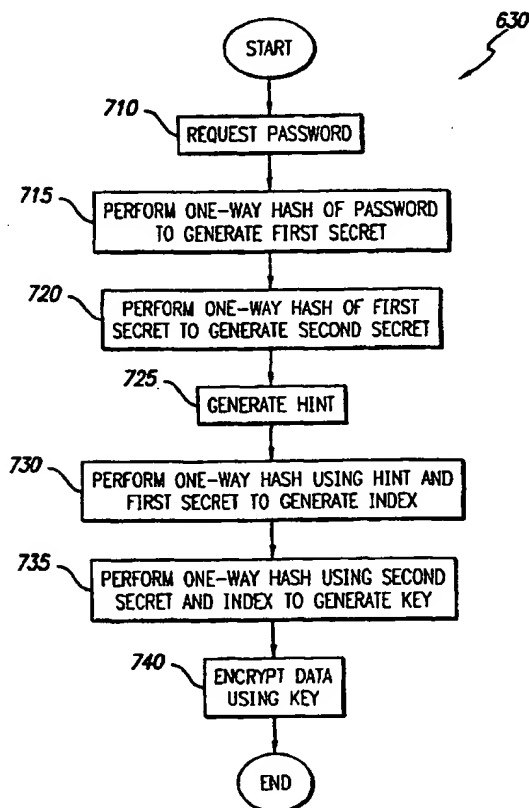 630
START
710
REQUEST PASSWORD
715
PERFORM ONE-WAY HASH OF PASSWORD
TO GENERATE FIRST SECRET
720
PERFORM ONE-WAY HASH OF FIRST
SECRET TO GENERATE SECOND SECRET
725
GENERATE HINT
730
PERFORM ONE-WAY HASH USING HINT AND
FIRST SECRET TO GENERATE INDEX
735
PERFORM ONE-WAY HASH USING SECOND
SECRET AND INDEX TO GENERATE KEY
740
ENCRYPT DATA
USING KEY
END